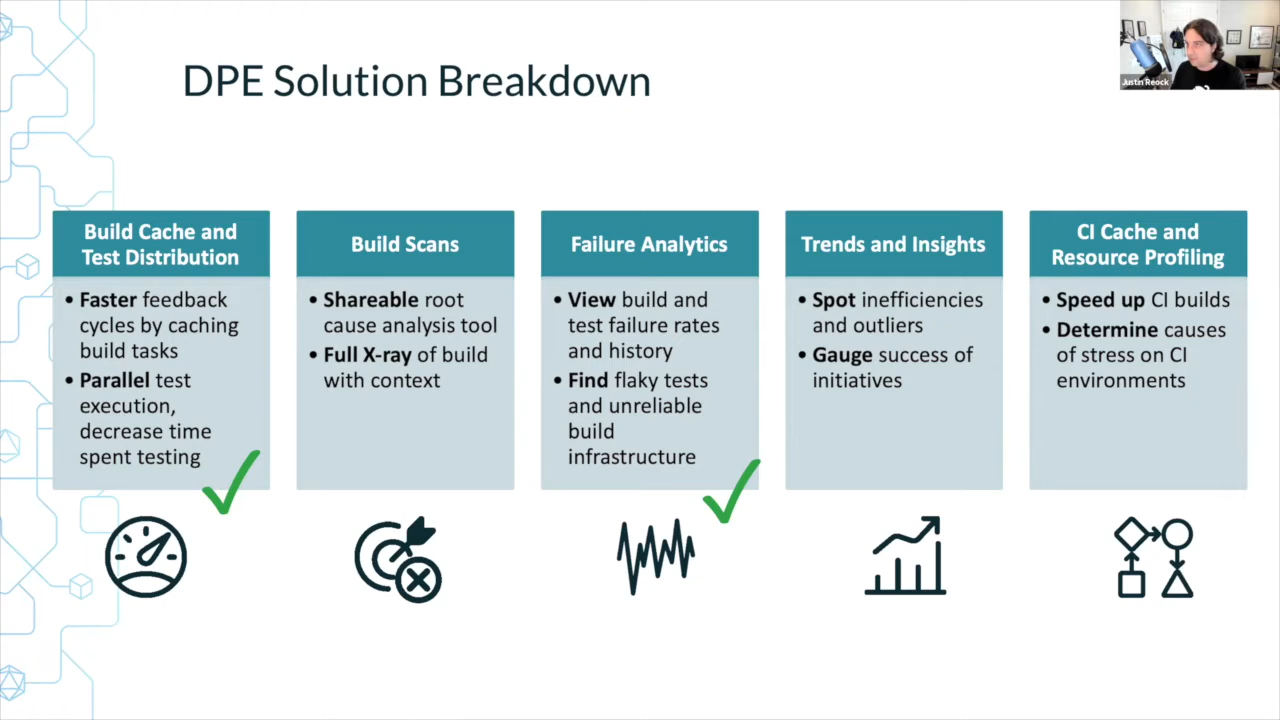 DPE Solution Breakdown
Justin Reock
Build Cache and
Test Distribution
• Faster feedback
cycles by caching
build tasks
• Parallel test
execution,
decrease time
spent testing
Build Scans
• Shareable root
cause analysis tool
• Full X-ray of build
with context
Failure Analytics
• View build and
test failure rates
and history
• Find flaky tests
and unreliable
build
infrastructure
Trends and Insights
• Spot inefficiencies
and outliers
• Gauge success of
initiatives
CI Cache and
Resource Profiling
• Speed up CI builds
• Determine causes
of stress on CI
environments